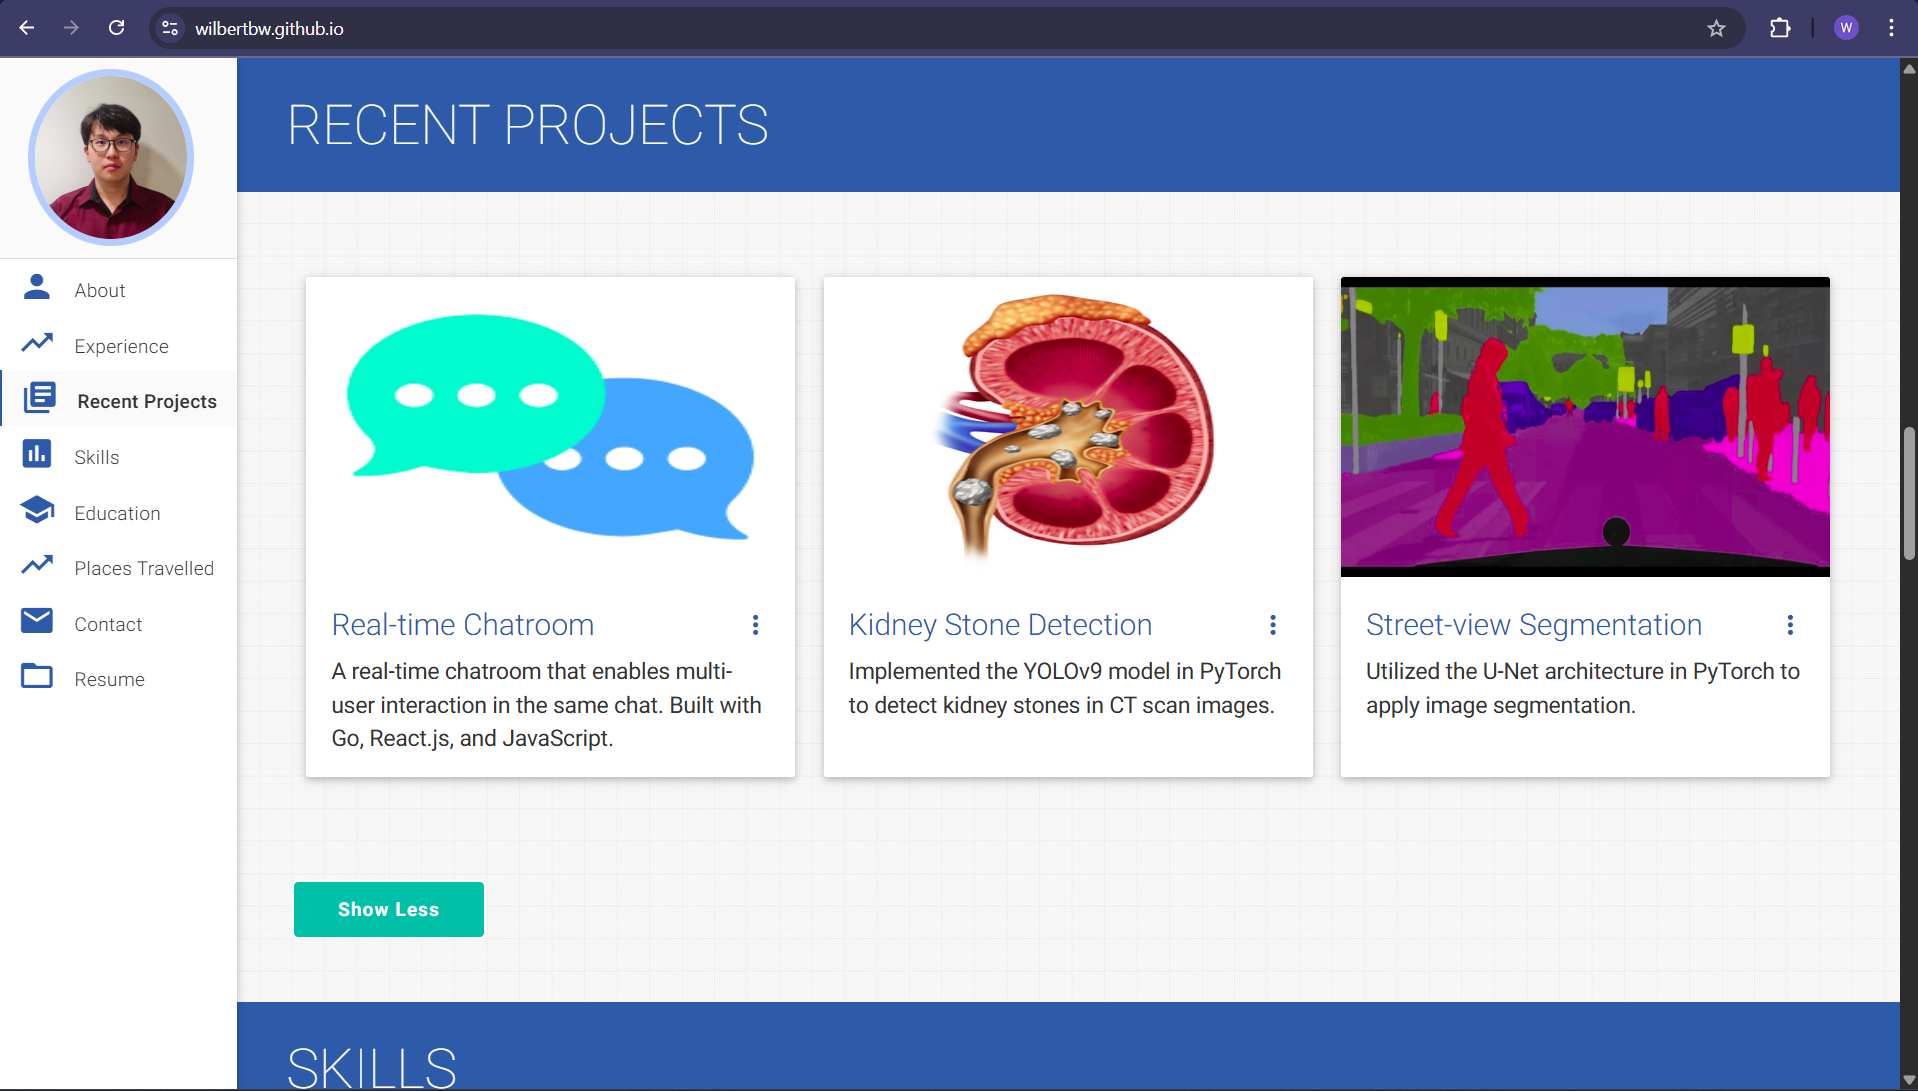 wilbertbw.github.io
W
About
Experience
Recent Projects
Skills
Education
Places Travelled
Contact
Resume
RECENT PROJECTS
Real-time Chatroom
A real-time chatroom that enables multi-
user interaction in the same chat. Built with
Go, React.js, and JavaScript.
Kidney Stone Detection
Implemented the YOLOv9 model in PyTorch
to detect kidney stones in CT scan images.
Street-view Segmentation
Utilized the U-Net architecture in PyTorch to
apply image segmentation.
Show Less
SKILLS